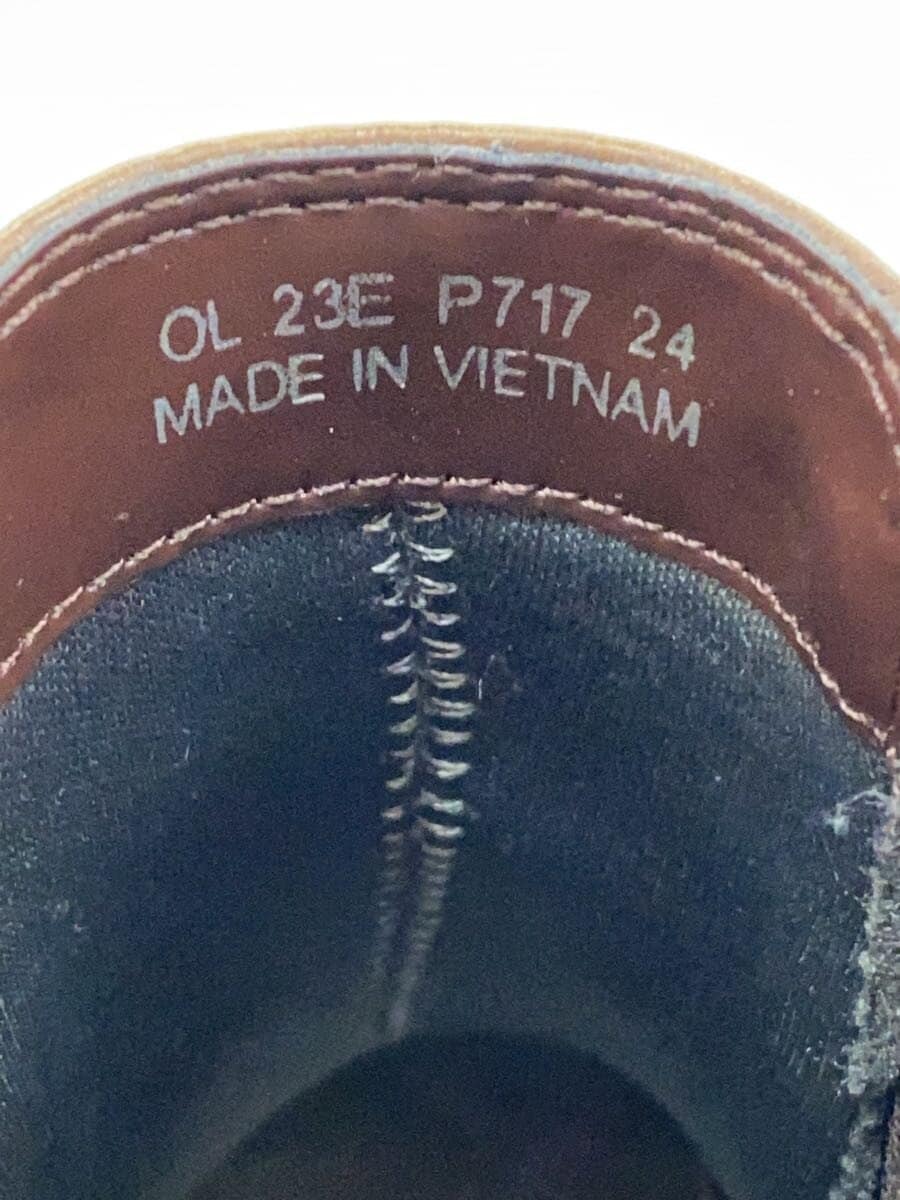 OL 23E P717 24
MADE IN VIETNAM